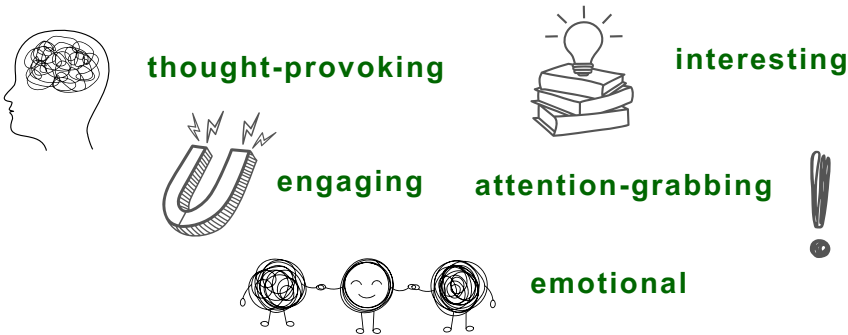 thought-provoking
interesting
engaging
attention-grabbing
emotional